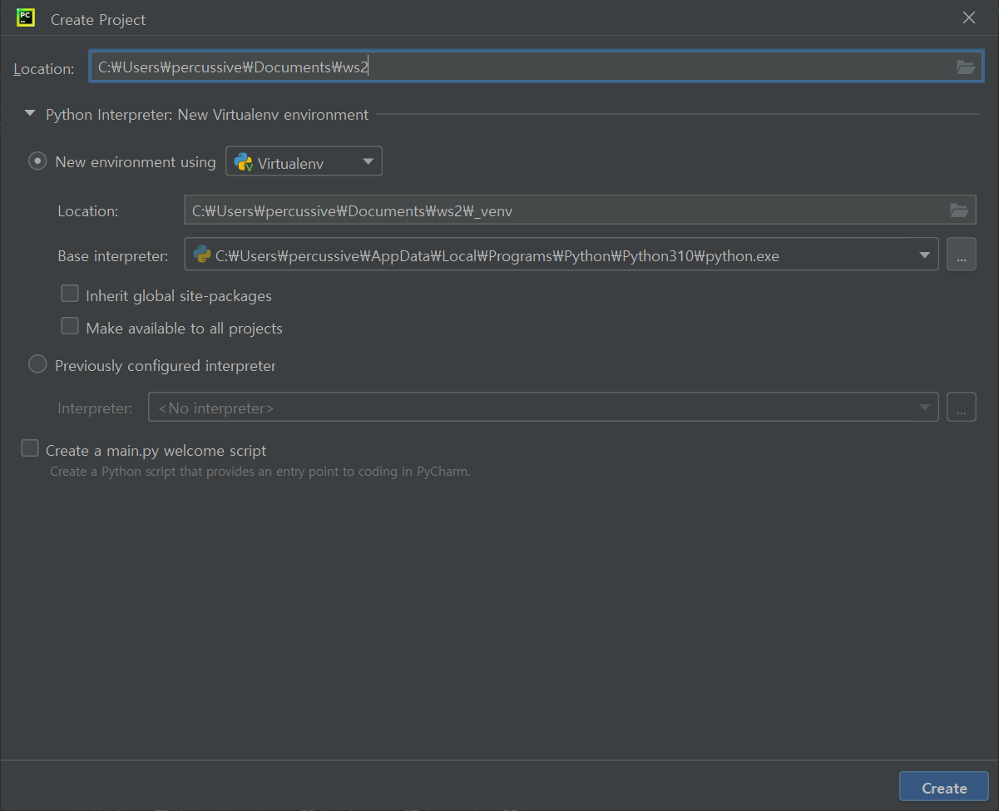 PC
Create Project
Location: C:₩Users₩percussive₩Documents₩ws2
Python Interpreter: New Virtualenv environment
New environment using Virtualenv
Location: C:₩Users₩percussive₩Documents₩ws2₩_venv
Base interpreter: C:₩Users₩percussive₩AppData₩Local₩Programs₩Python₩Python310₩python.exe ...
Inherit global site-packages
Make available to all projects
Previously configured interpreter
Interpreter: <No interpreter> ...
Create a main.py welcome script
Create a Python script that provides an entry point to coding in PyCharm.
Create